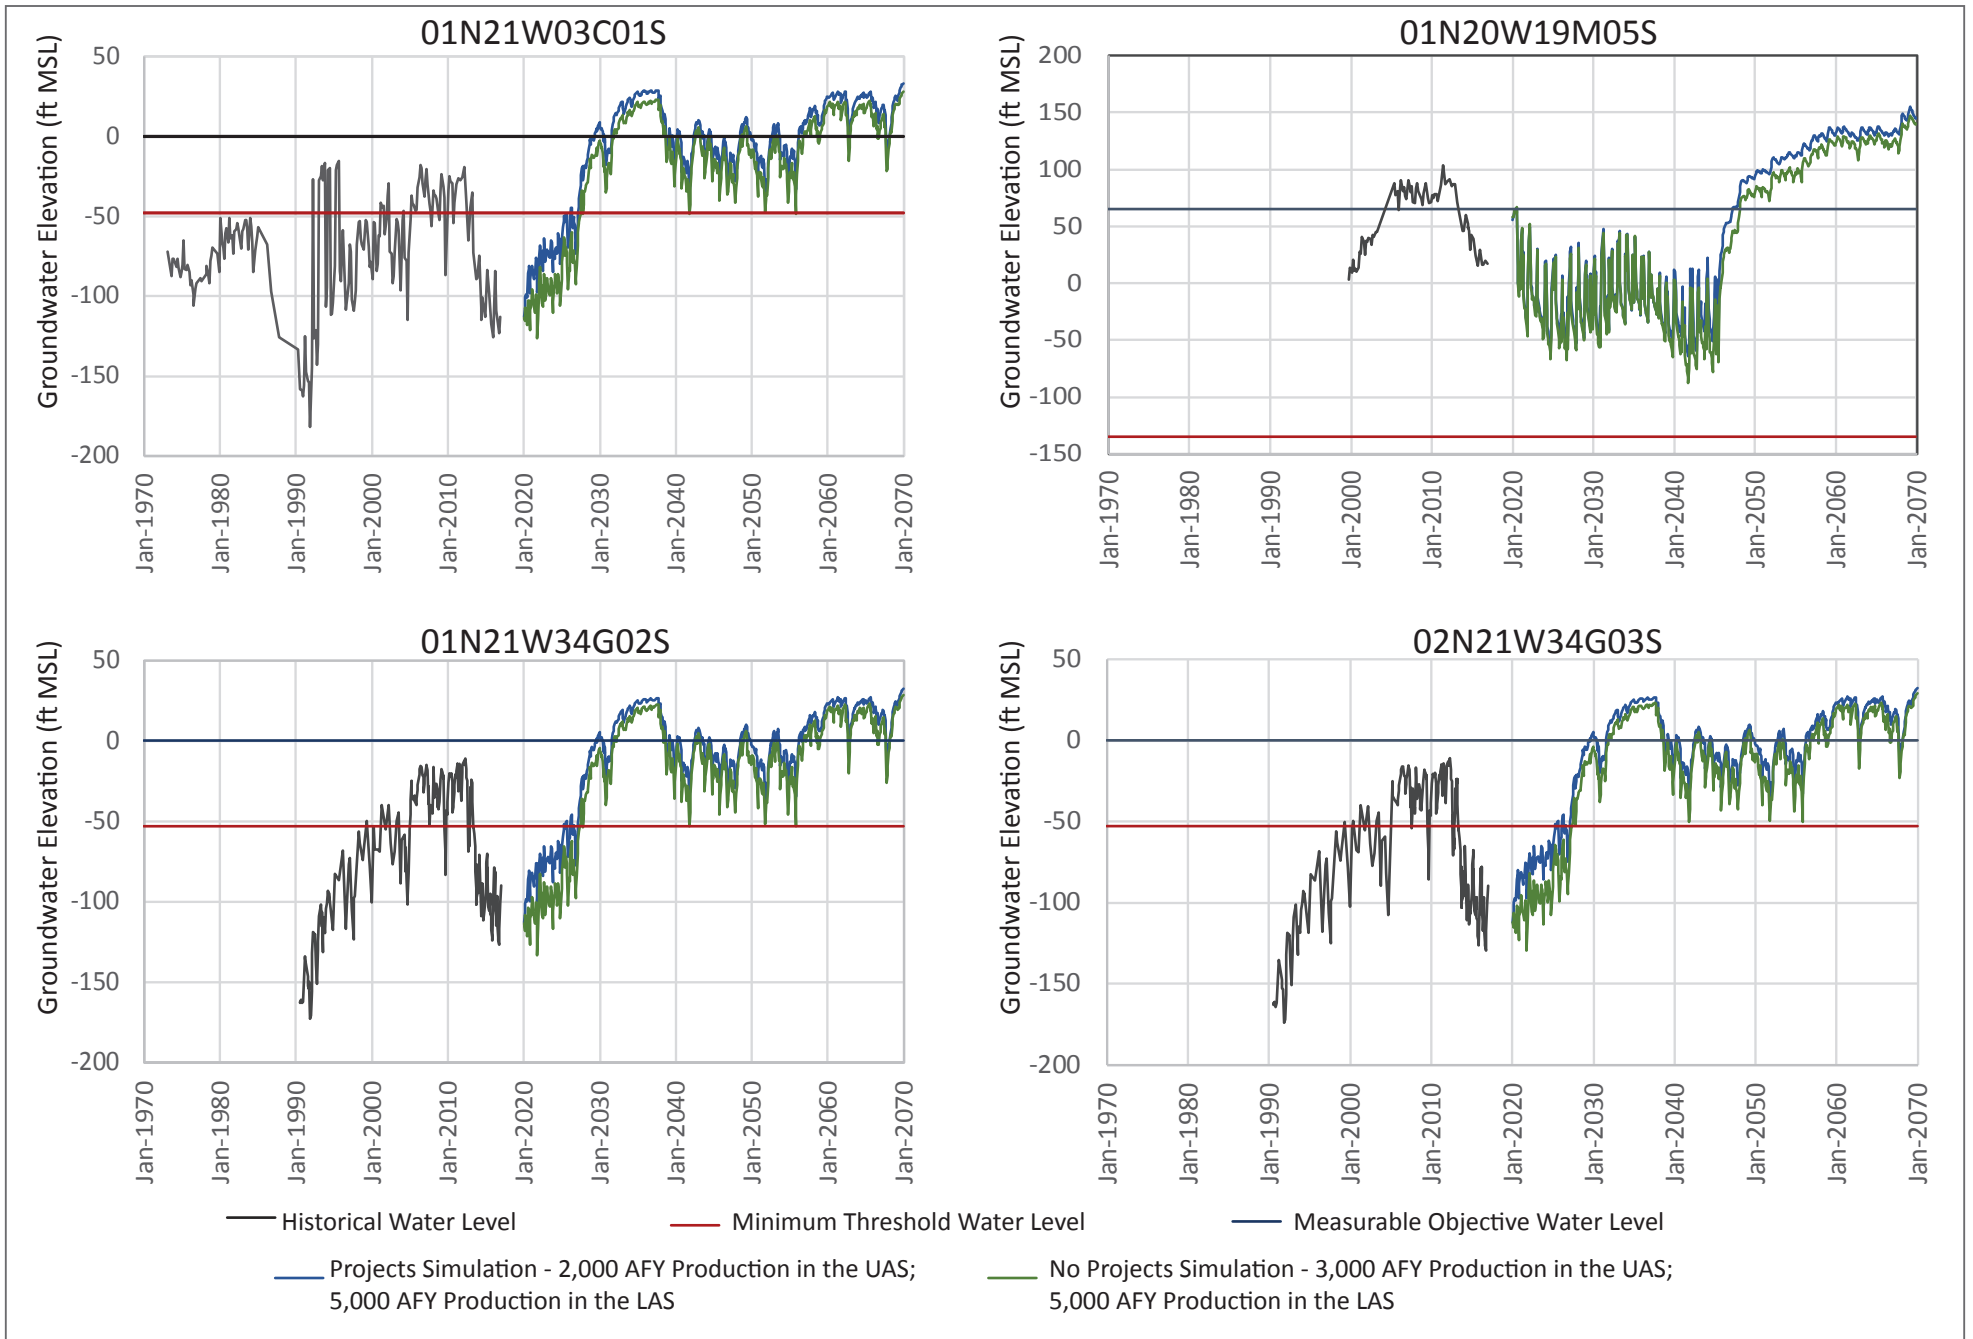 01N21W03C01S
Groundwater Elevation (ft MSL)
50
0
-50
-100
-150
-200
Jan-1970
Jan-1980
Jan-1990
Jan-2000
Jan-2010
Jan-2020
Jan-2030
Jan-2040
Jan-2050
Jan-2060
Jan-2070
01N20W19M05S
Groundwater Elevation (ft MSL)
200
150
100
50
0
-50
-100
-150
Jan-1970
Jan-1980
Jan-1990
Jan-2000
Jan-2010
Jan-2020
Jan-2030
Jan-2040
Jan-2050
Jan-2060
Jan-2070
01N21W34G02S
Groundwater Elevation (ft MSL)
50
0
-50
-100
-150
-200
Jan-1970
Jan-1980
Jan-1990
Jan-2000
Jan-2010
Jan-2020
Jan-2030
Jan-2040
Jan-2050
Jan-2060
Jan-2070
02N21W34G03S
Groundwater Elevation (ft MSL)
50
0
-50
-100
-150
-200
Jan-1970
Jan-1980
Jan-1990
Jan-2000
Jan-2010
Jan-2020
Jan-2030
Jan-2040
Jan-2050
Jan-2060
Jan-2070
Historical Water Level
Minimum Threshold Water Level
Measurable Objective Water Level
Projects Simulation - 2,000 AFY Production in the UAS;
5,000 AFY Production in the LAS
No Projects Simulation - 3,000 AFY Production in the UAS;
5,000 AFY Production in the LAS